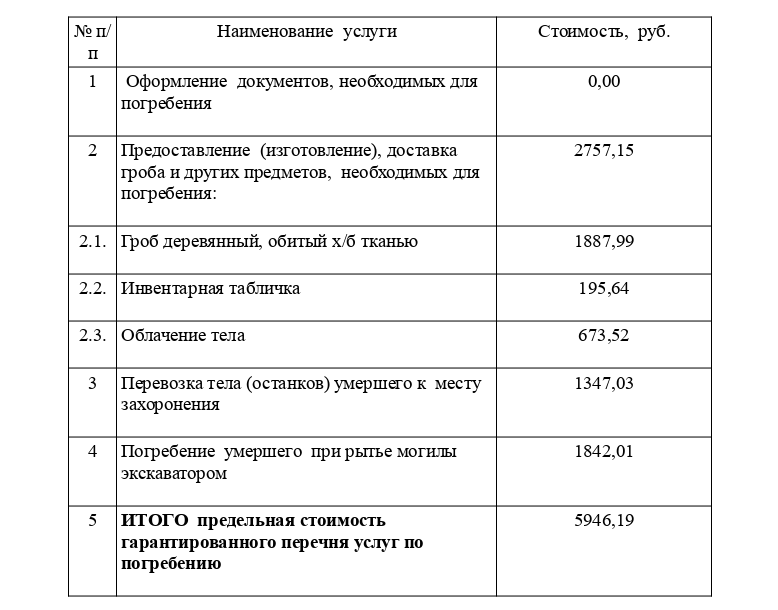 № п/ Наименование услуги Стоимость, руб.
п
1 Оформление документов, необходимых для 0,00
погребения
2 Предоставление (изготовление), доставка 2757,15
гроба и других предметов, необходимых для
погребения:
2.1. Гроб деревянный, обитый х/б тканью 1887,99
2.2. Инвентарная табличка 195,64
2.3. Облачение тела 673,52
3 Перевозка тела (останков) умершего к месту 1347,03
захоронения
4 Погребение умершего при рытье могилы 1842,01
экскаватором
5 ИТОГО предельная стоимость 5946,19
гарантированного перечня услуг по
погребению